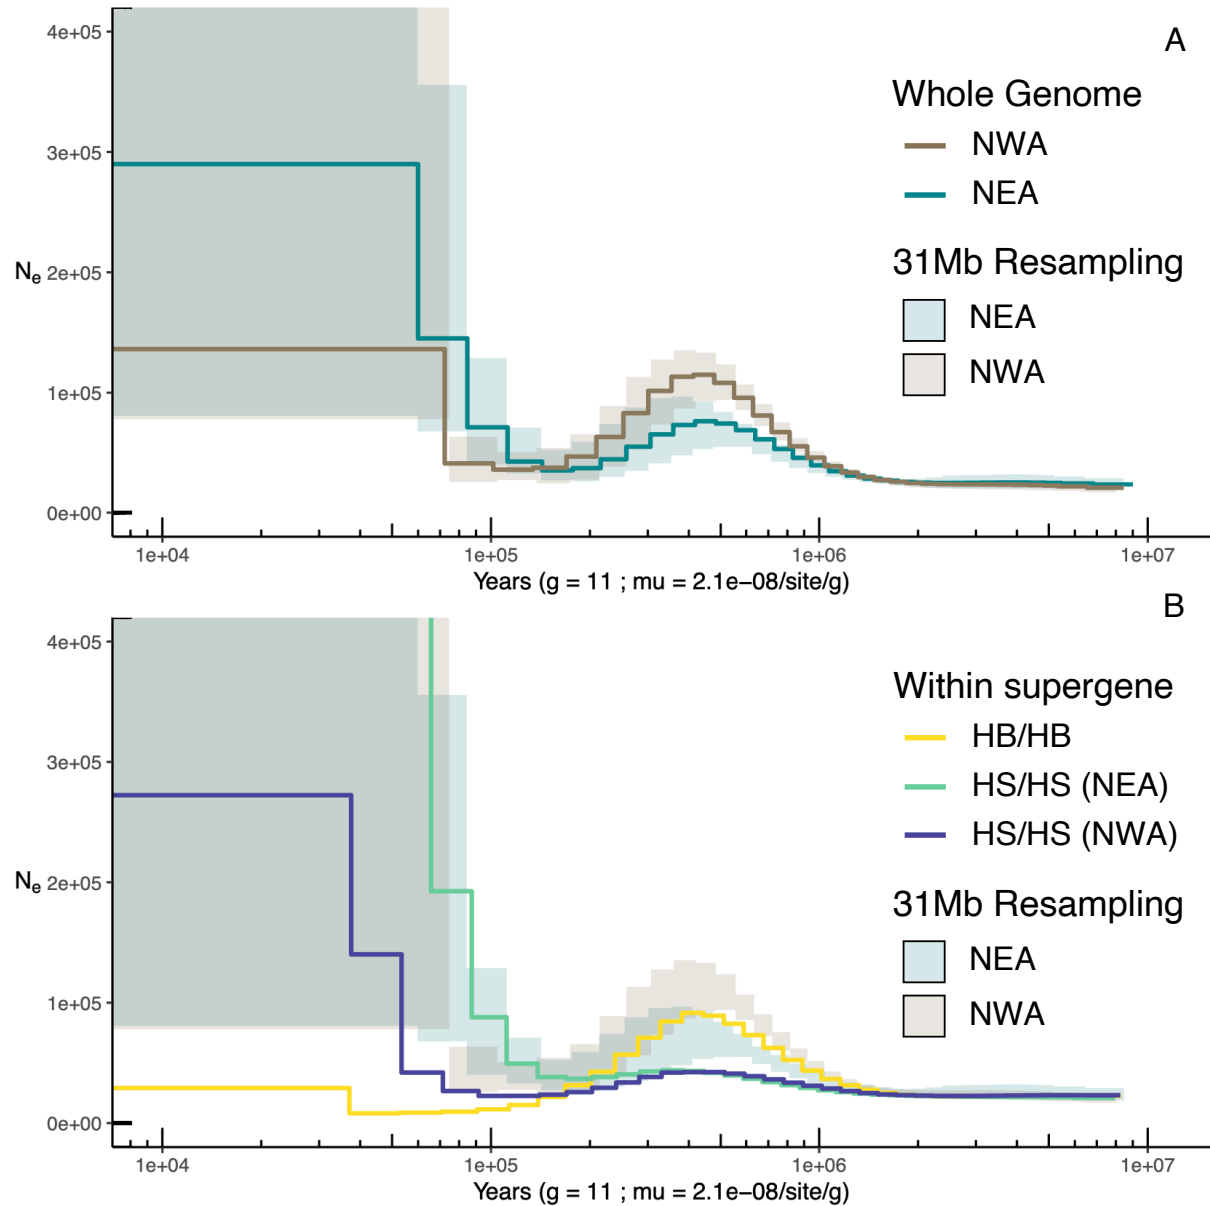 A
4e+05
3e+05
Ne 2e+05
1e+05
0e+00
Whole Genome
NWA
NEA
31Mb Resampling
NEA
NWA
1e+04 1e+05 1e+06 1e+07
Years (g = 11 ; mu = 2.1e−08/site/g)
B
4e+05
3e+05
Ne 2e+05
1e+05
0e+00
Within supergene
HB/HB
HS/HS (NEA)
HS/HS (NWA)
31Mb Resampling
NEA
NWA
1e+04 1e+05 1e+06 1e+07
Years (g = 11 ; mu = 2.1e−08/site/g)